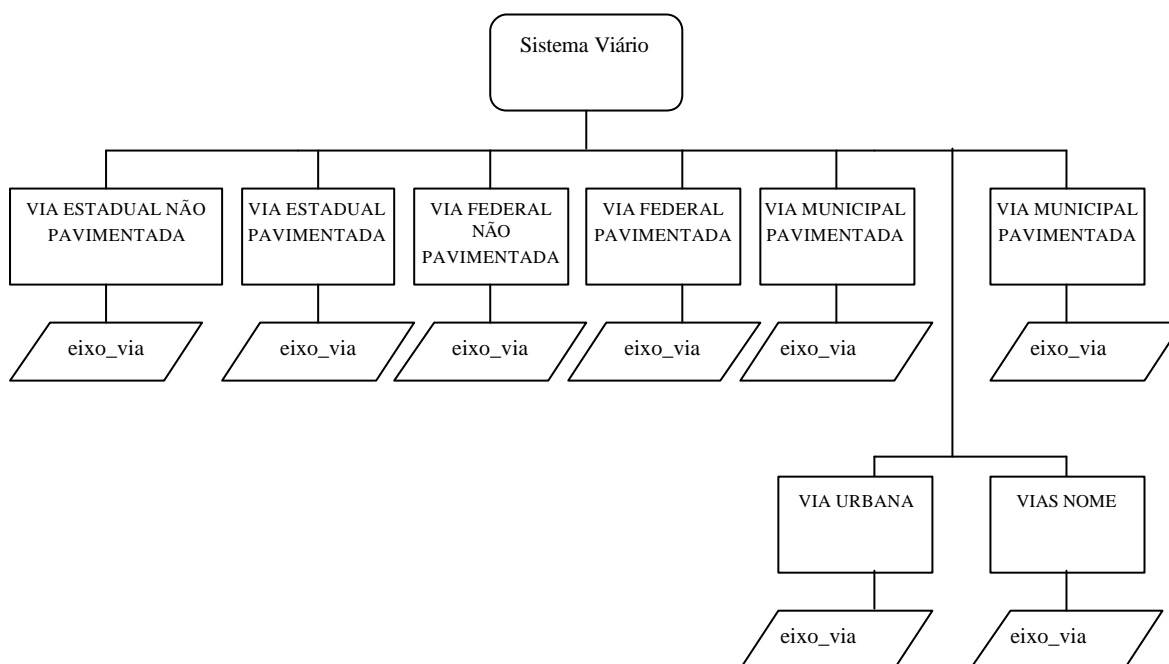 Sistema Viário
VIA ESTADUAL NÃO
PAVIMENTADA
VIA ESTADUAL
PAVIMENTADA
VIA FEDERAL
NÃO
PAVIMENTADA
VIA FEDERAL
PAVIMENTADA
VIA MUNICIPAL
PAVIMENTADA
VIA MUNICIPAL
PAVIMENTADA
eixo_via
eixo_via
eixo_via
eixo_via
eixo_via
eixo_via
VIA URBANA
VIAS NOME
eixo_via
eixo_via